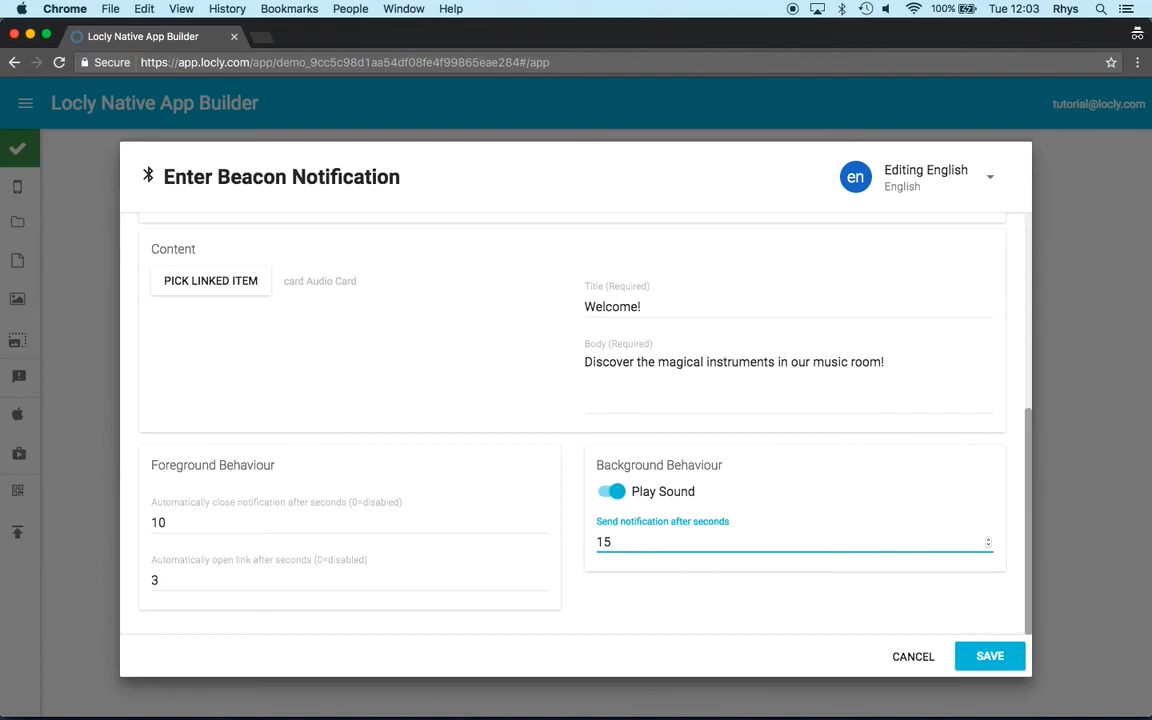 Chrome File Edit View History Bookmarks People Window Help 100% Tue 12:03 Rhys
Locly Native App Builder
Secure https://app.locly.com/app/demo_9cc5c98d1aa54df08fe4f99865eae284#/app
Locly Native App Builder tutorial@locly.com
Enter Beacon Notification
en Editing English
English
Content
PICK LINKED ITEM card Audio Card
Title (Required)
Welcome!
Body (Required)
Discover the magical instruments in our music room!
Foreground Behaviour
Automatically close notification after seconds (0=disabled)
10
Automatically open link after seconds (0=disabled)
3
Background Behaviour
Play Sound
Send notification after seconds
15
CANCEL SAVE